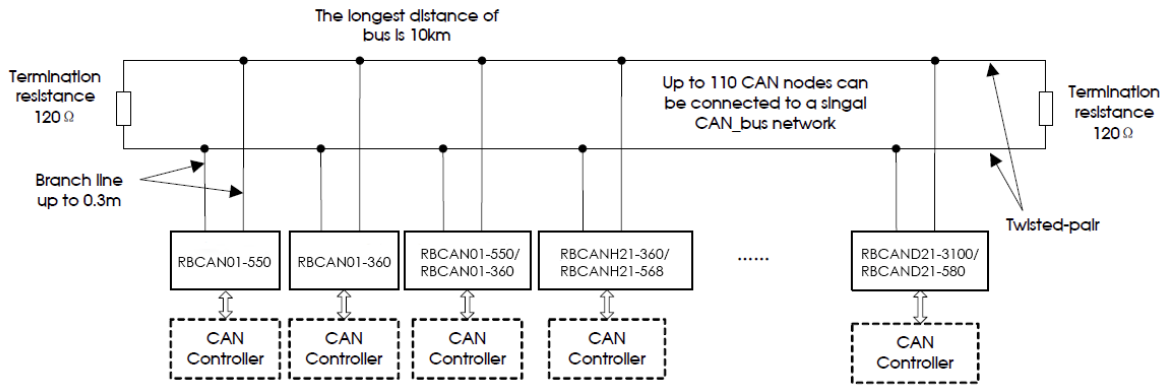 The longest distance of
bus is 10km
Termination
resistance
120Ω
Up to 110 CAN nodes can
be connected to a singal
CAN_bus network
Termination
resistance
120Ω
Branch line
up to 0.3m
Twisted-pair
RBCAN01-550
RBCAN01-360
RBCAN01-550/
RBCAN01-360
RBCANH21-360/
RBCANH21-568
......
RBCAND21-3100/
RBCAND21-580
CAN
Controller
CAN
Controller
CAN
Controller
CAN
Controller
CAN
Controller